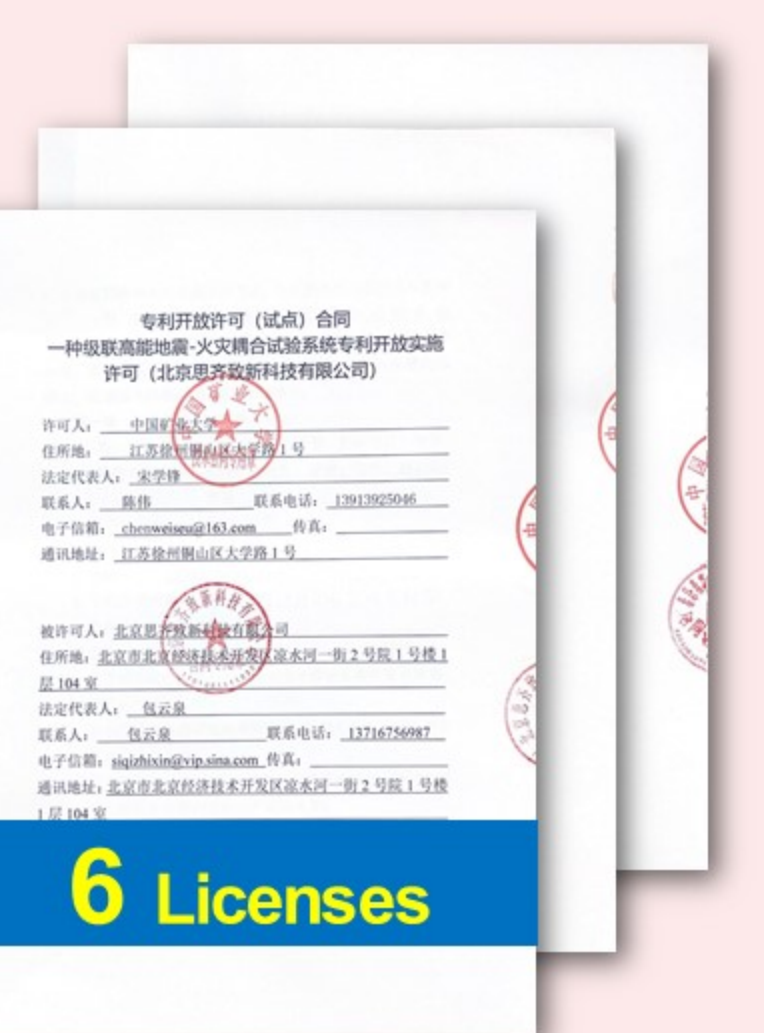 专利开放许可（试点）合同
一种级联高能地震-火灾耦合试验系统专利开放实施
许可（北京思齐致新科技有限公司）
许可人： 中国矿业大学
住所地： 江苏徐州铜山区大学路 1 号
法定代表人： 宋学锋
联系人： 陈伟 联系电话： 13913925046
电子信箱： chenweiseu@163.com 传真：
通讯地址： 江苏徐州铜山区大学路 1 号
被许可人：北京思齐致新科技有限公司
住所地：北京市北京经济技术开发区凉水河一街 2 号院 1 号楼 1
层 104 室
法定代表人： 包云泉
联系人： 包云泉 联系电话： 13716756987
电子信箱：siqizhixin@vip.sina.com 传真：
通讯地址：北京市北京经济技术开发区凉水河一街 2 号院 1 号楼
1 层 104 室
6 Licenses